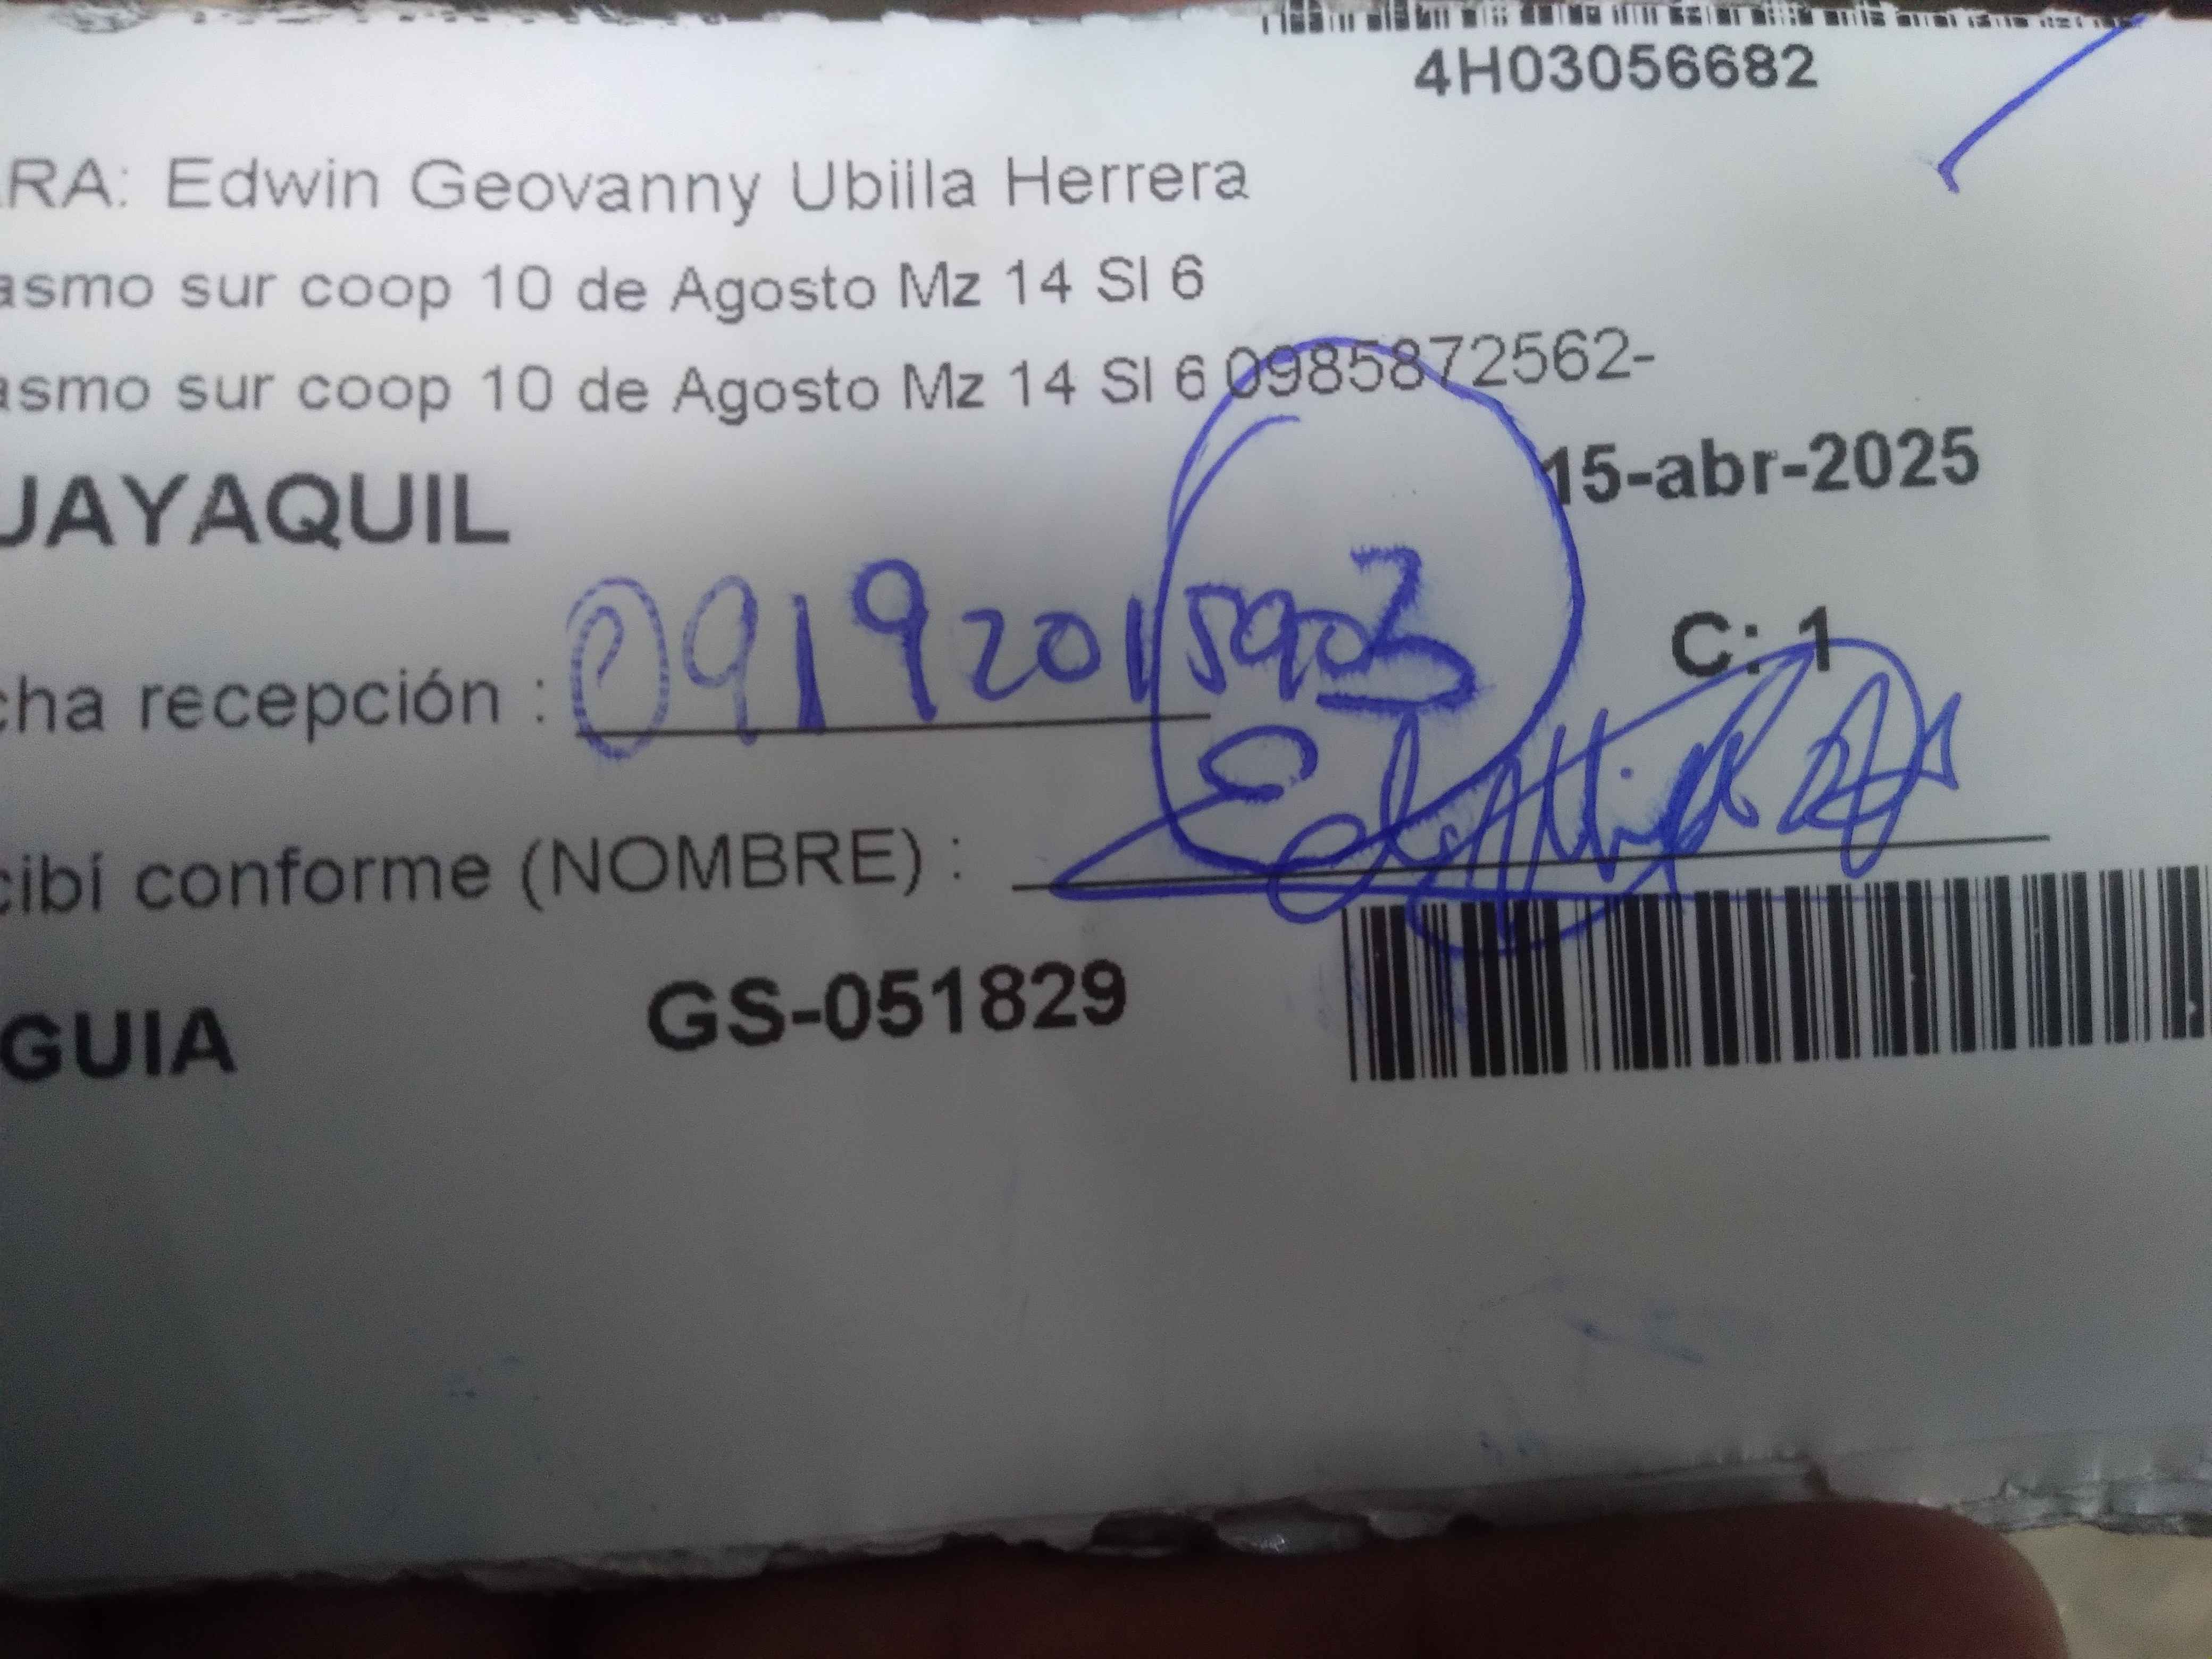 4H03056682
RA: Edwin Geovanny Ubiilla Herrera
asmo sur coop 10 de Agosto Mz 14 Sl 6
asmo sur coop 10 de Agosto Mz 14 Sl 6 0985872562-
UAYAQUIL
15-abr-2025
cha recepción : 0919201590
C: 1
cibí conforme (NOMBRE) :
GUIA GS-051829